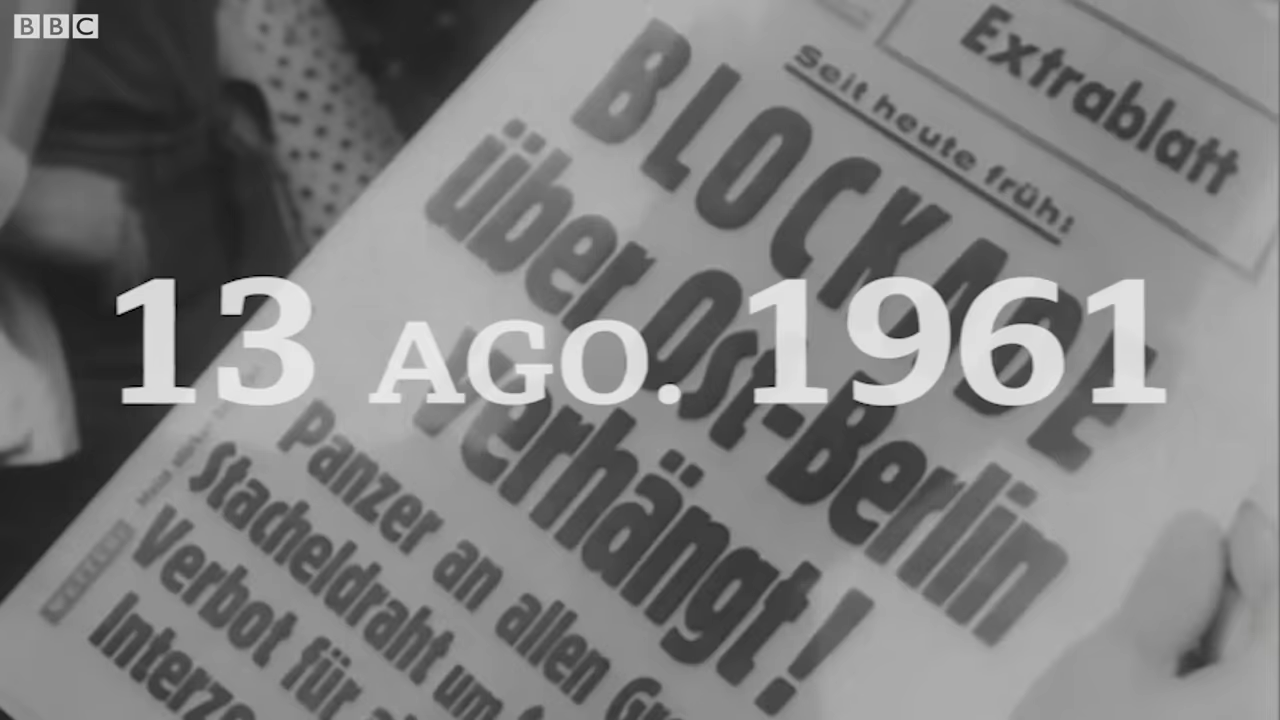 BBC
Extrablatt
Seit heute früh:
BLOCKADE
über Ost-Berlin
verhängt!
13 AGO. 1961
Panzer an allen
Stacheldraht um
Verbot für